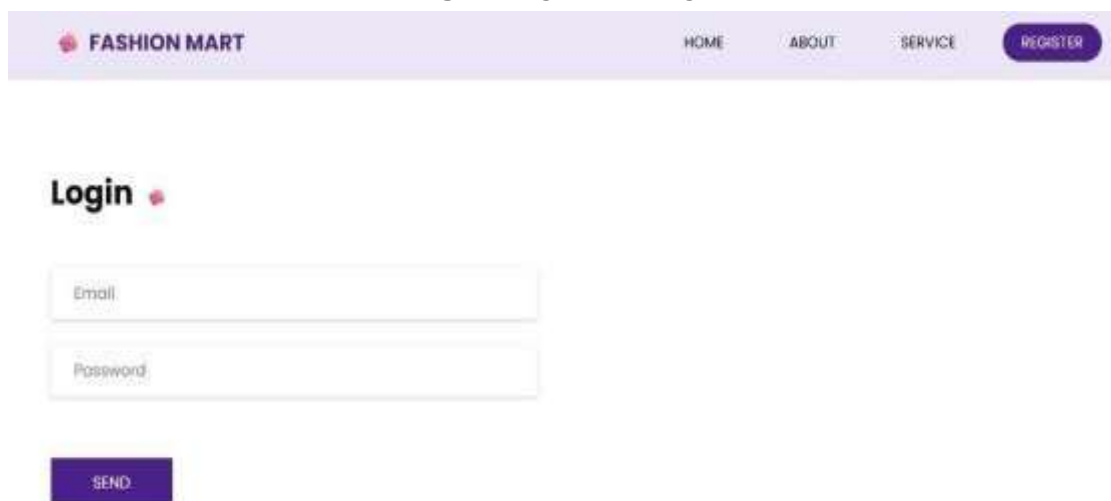 FASHION MART HOME ABOUT SERVICE REGISTER
Login
Email
Password
SEND